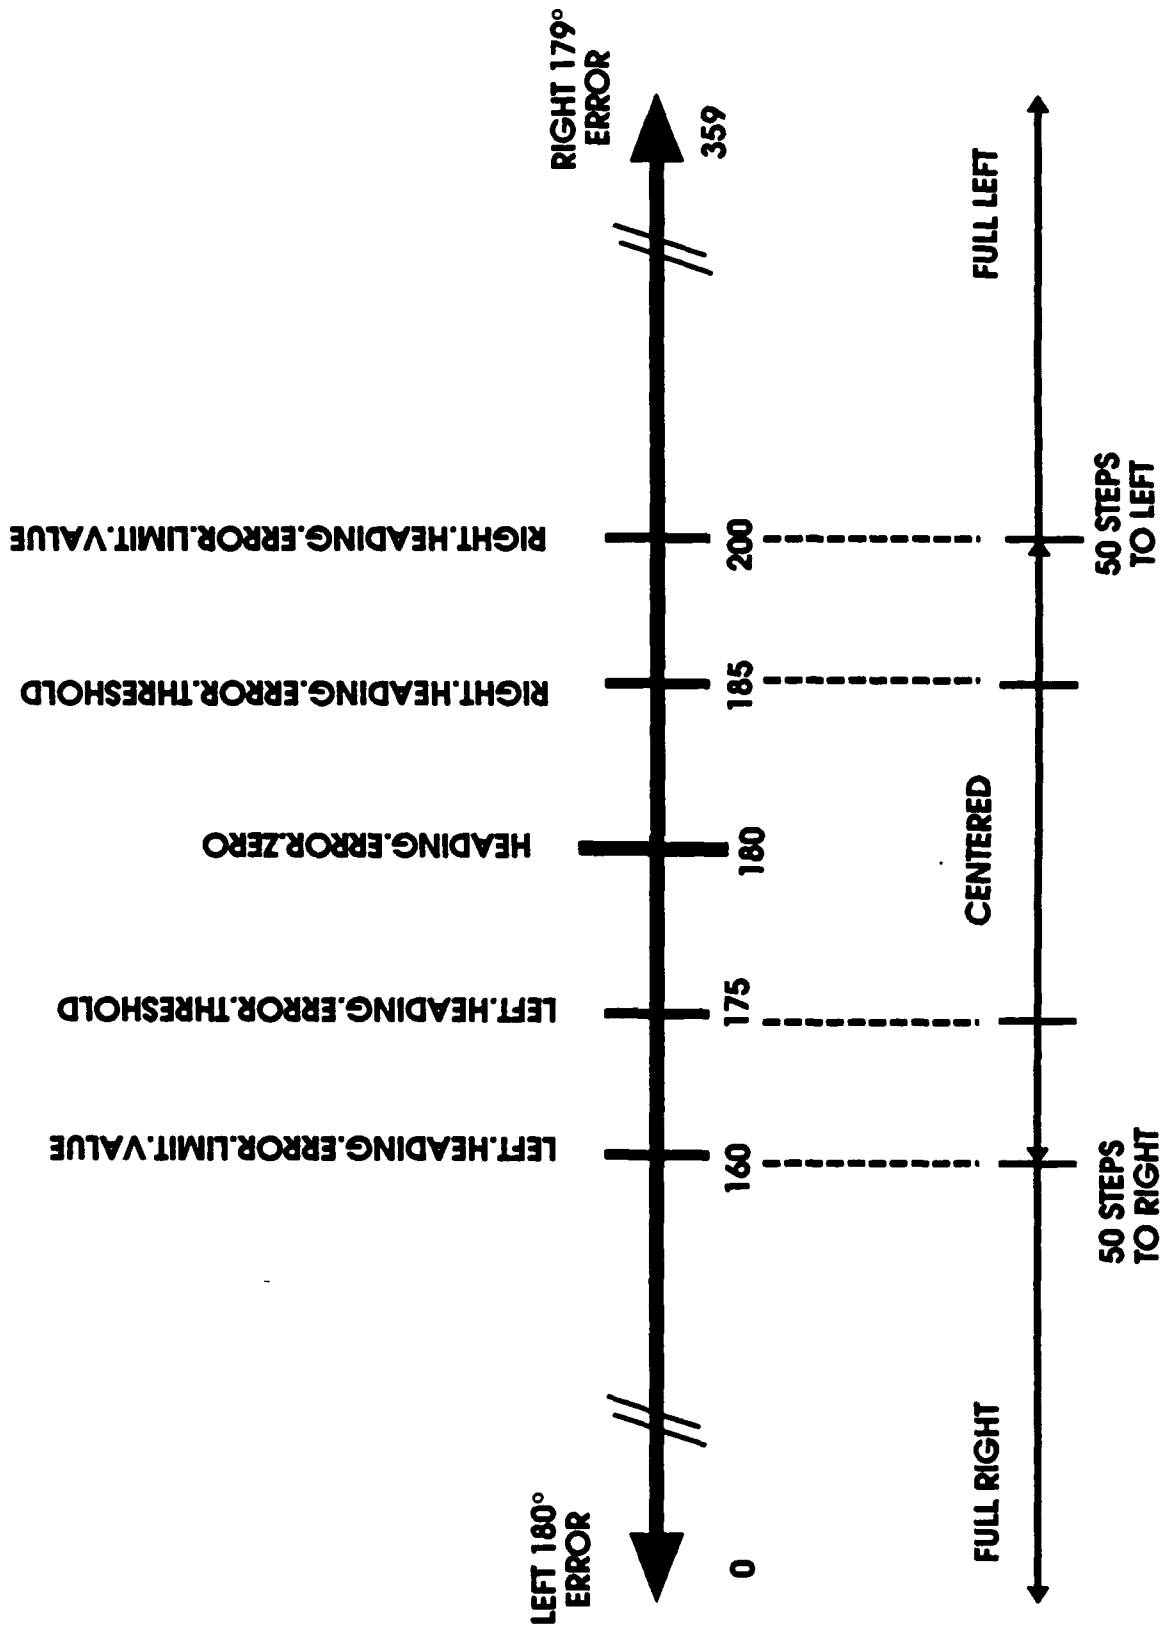 LEFT 180°
ERROR
LEFT.HEADING.ERROR.LIMIT.VALUE
LEFT.HEADING.ERROR.THRESHOLD
HEADING.ERROR.ZERO
RIGHT.HEADING.ERROR.THRESHOLD
RIGHT.HEADING.ERROR.LIMIT.VALUE
RIGHT 179°
ERROR
0
160
175
180
185
200
359
FULL RIGHT
CENTERED
FULL LEFT
50 STEPS
TO RIGHT
50 STEPS
TO LEFT